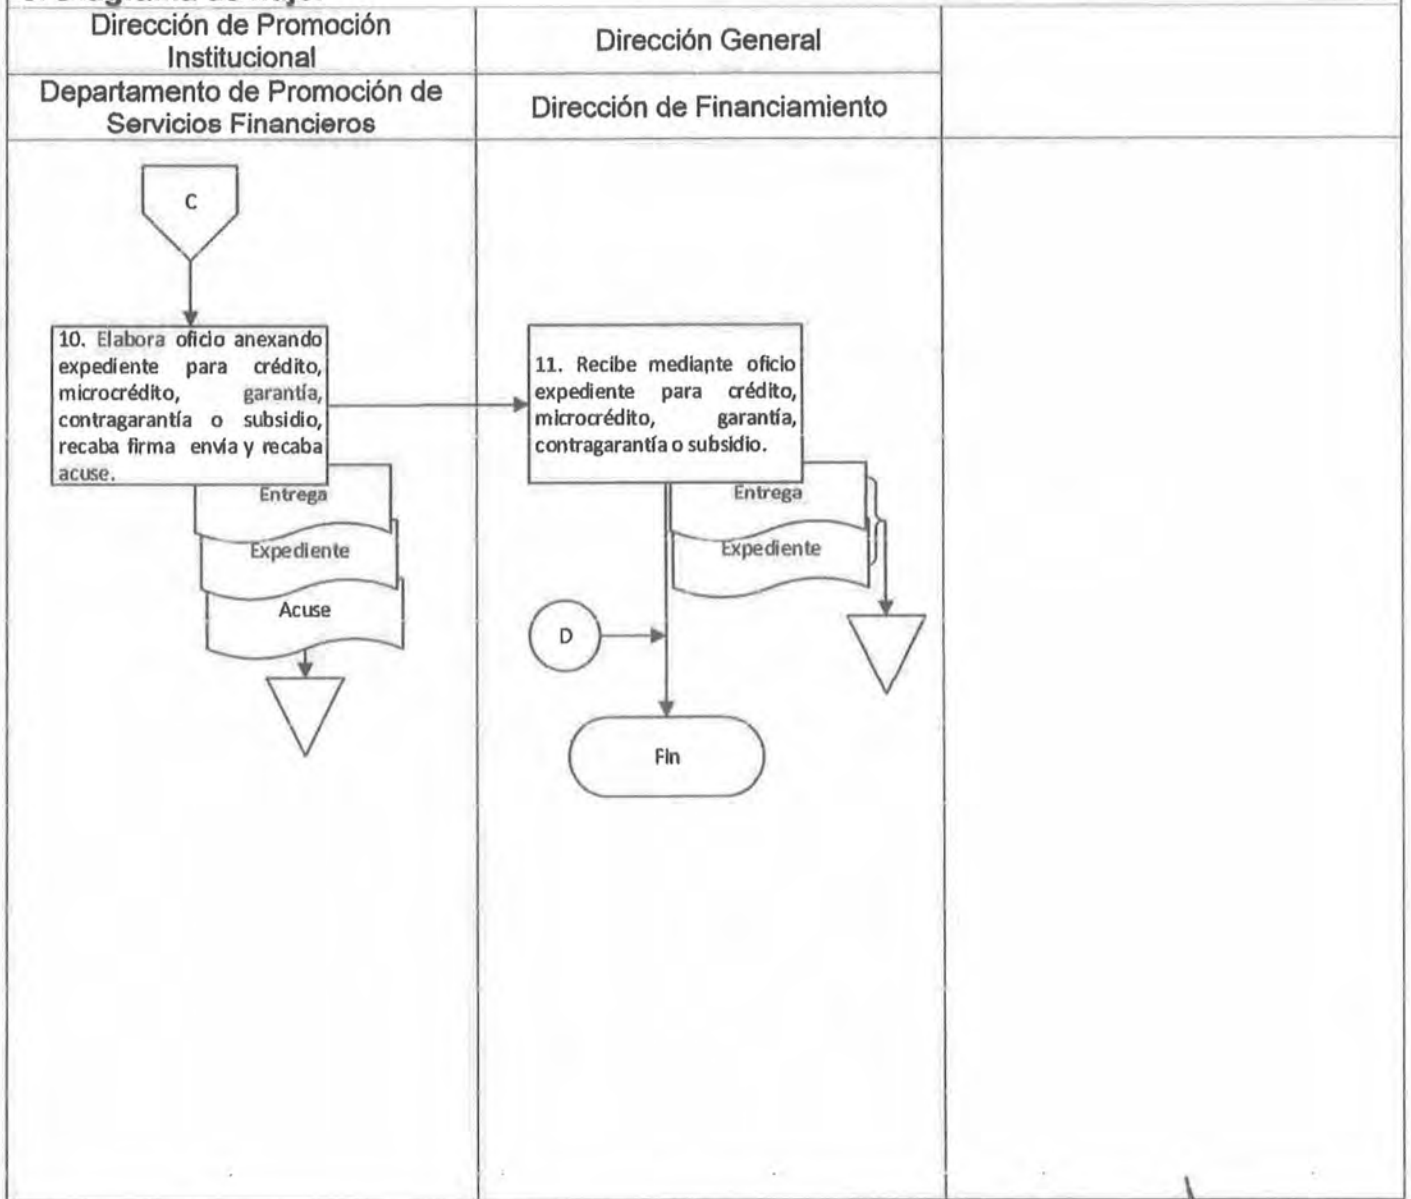 Dirección de Promoción
Institucional
Dirección General
Departamento de Promoción de
Servicios Financieros
Dirección de Financiamiento
C
10. Elabora oficio anexando
expediente para crédito,
microcrédito, garantía,
contragarantía o subsidio,
recaba firma envía y recaba
acuse.
Entrega
Expediente
Acuse
11. Recibe mediante oficio
expediente para crédito,
microcrédito, garantía,
contragarantía o subsidio.
Entrega
Expediente
D
Fin